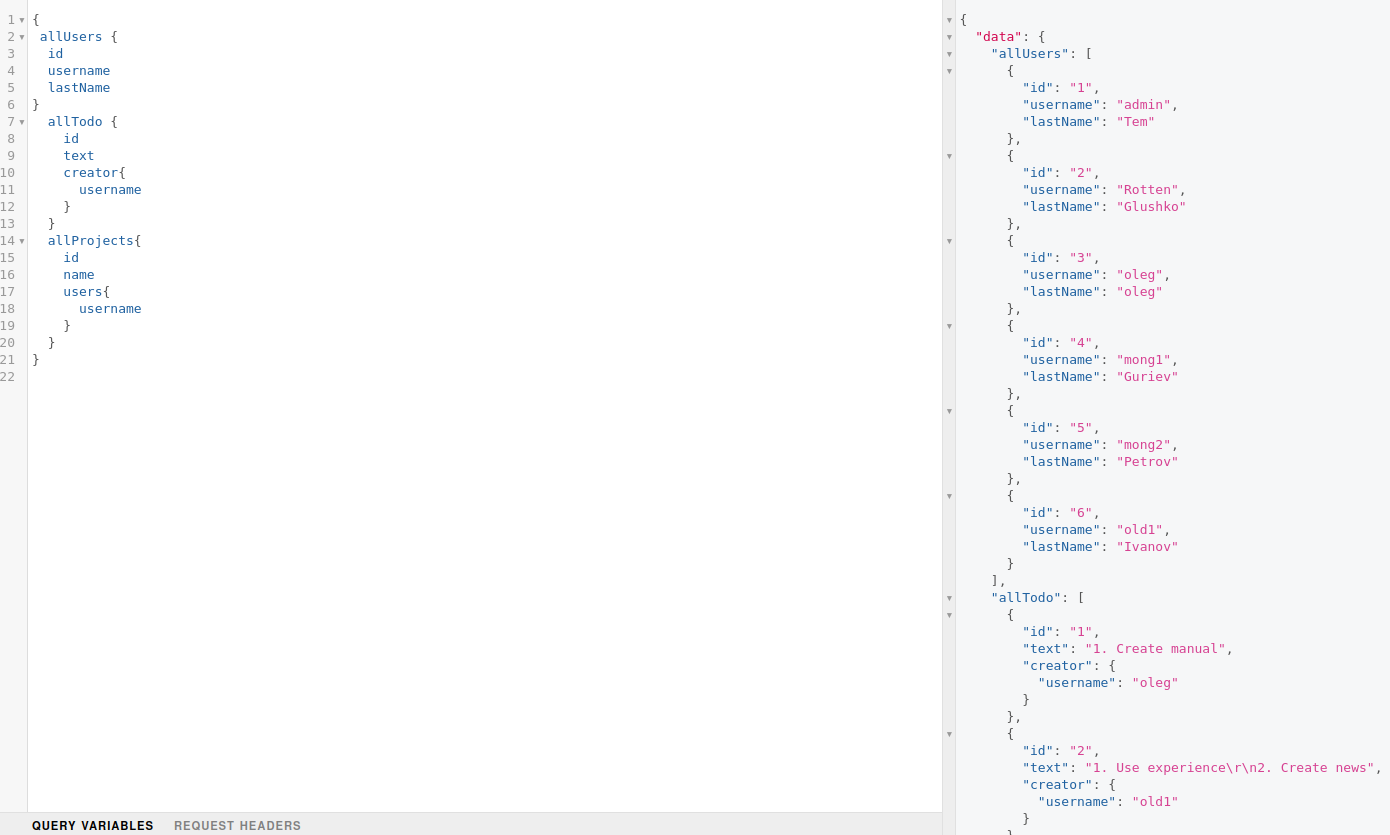 1 {
2  allUsers {
3   id
4   username
5   lastName
6 }
7   allTodo {
8     id
9     text
10     creator{
11       username
12     }
13   }
14   allProjects{
15     id
16     name
17     users{
18       username
19     }
20   }
21 }
22
QUERY VARIABLES REQUEST HEADERS
{
  "data": {
    "allUsers": [
      {
        "id": "1",
        "username": "admin",
        "lastName": "Tem"
      },
      {
        "id": "2",
        "username": "Rotten",
        "lastName": "Glushko"
      },
      {
        "id": "3",
        "username": "oleg",
        "lastName": "oleg"
      },
      {
        "id": "4",
        "username": "mong1",
        "lastName": "Guriev"
      },
      {
        "id": "5",
        "username": "mong2",
        "lastName": "Petrov"
      },
      {
        "id": "6",
        "username": "old1",
        "lastName": "Ivanov"
      }
    ],
    "allTodo": [
      {
        "id": "1",
        "text": "1. Create manual",
        "creator": {
          "username": "oleg"
        }
      },
      {
        "id": "2",
        "text": "1. Use experience\r\n2. Create news",
        "creator": {
          "username": "old1"
        }
      }